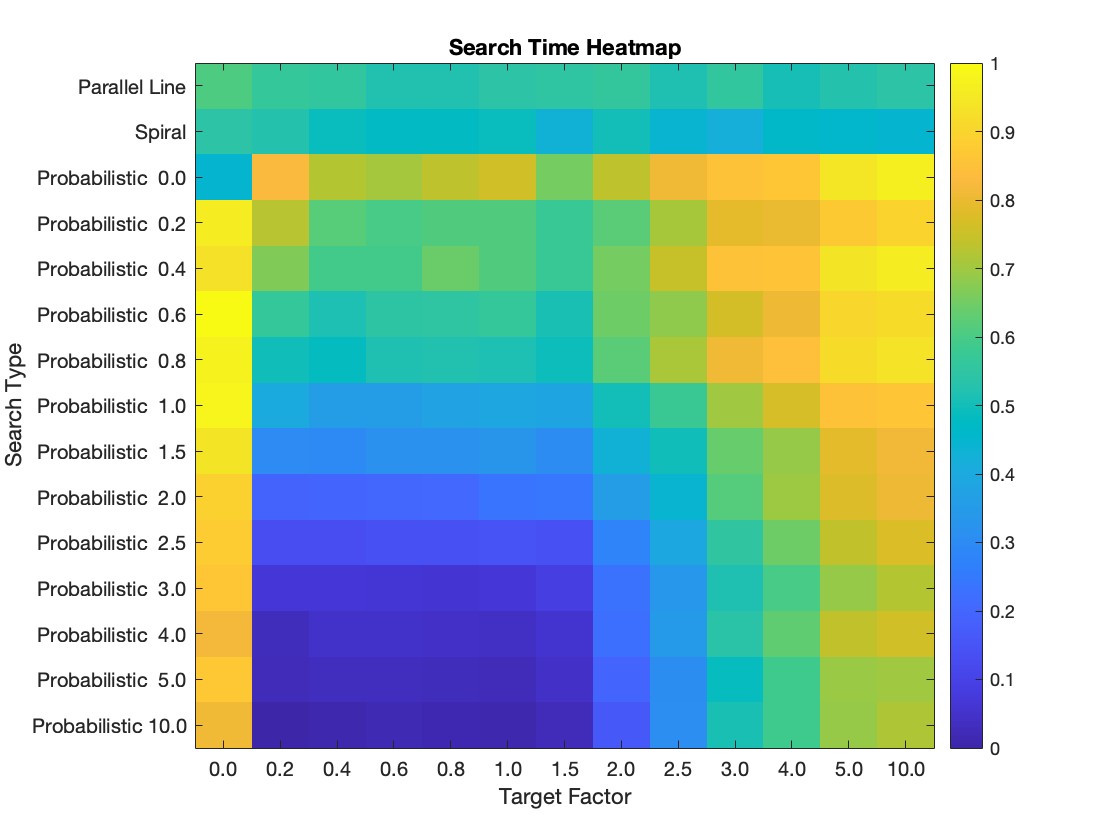 Search Time Heatmap
Search Type
Parallel Line
Spiral
Probabilistic 0.0
Probabilistic 0.2
Probabilistic 0.4
Probabilistic 0.6
Probabilistic 0.8
Probabilistic 1.0
Probabilistic 1.5
Probabilistic 2.0
Probabilistic 2.5
Probabilistic 3.0
Probabilistic 4.0
Probabilistic 5.0
Probabilistic 10.0
0.0 0.2 0.4 0.6 0.8 1.0 1.5 2.0 2.5 3.0 4.0 5.0 10.0
Target Factor
1
0.9
0.8
0.7
0.6
0.5
0.4
0.3
0.2
0.1
0